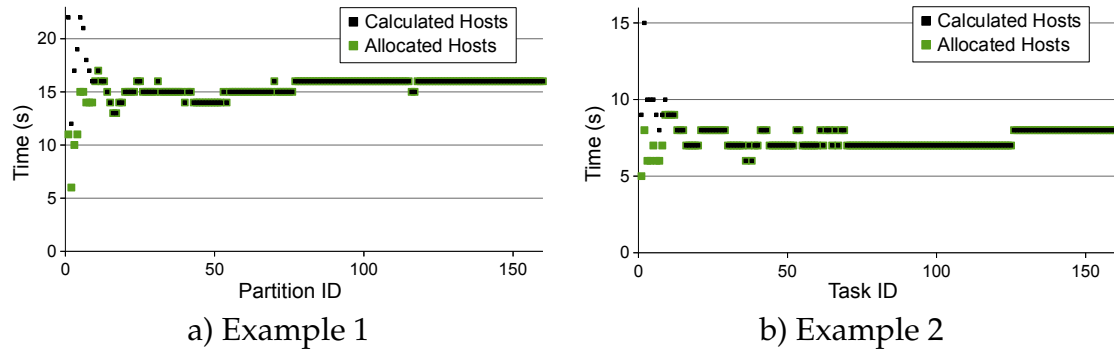 Calculated Hosts
Allocated Hosts
Time (s)
20
15
10
5
0
0
50
100
150
Partition ID
a) Example 1
Calculated Hosts
Allocated Hosts
Time (s)
15
10
5
0
0
50
100
150
Task ID
b) Example 2